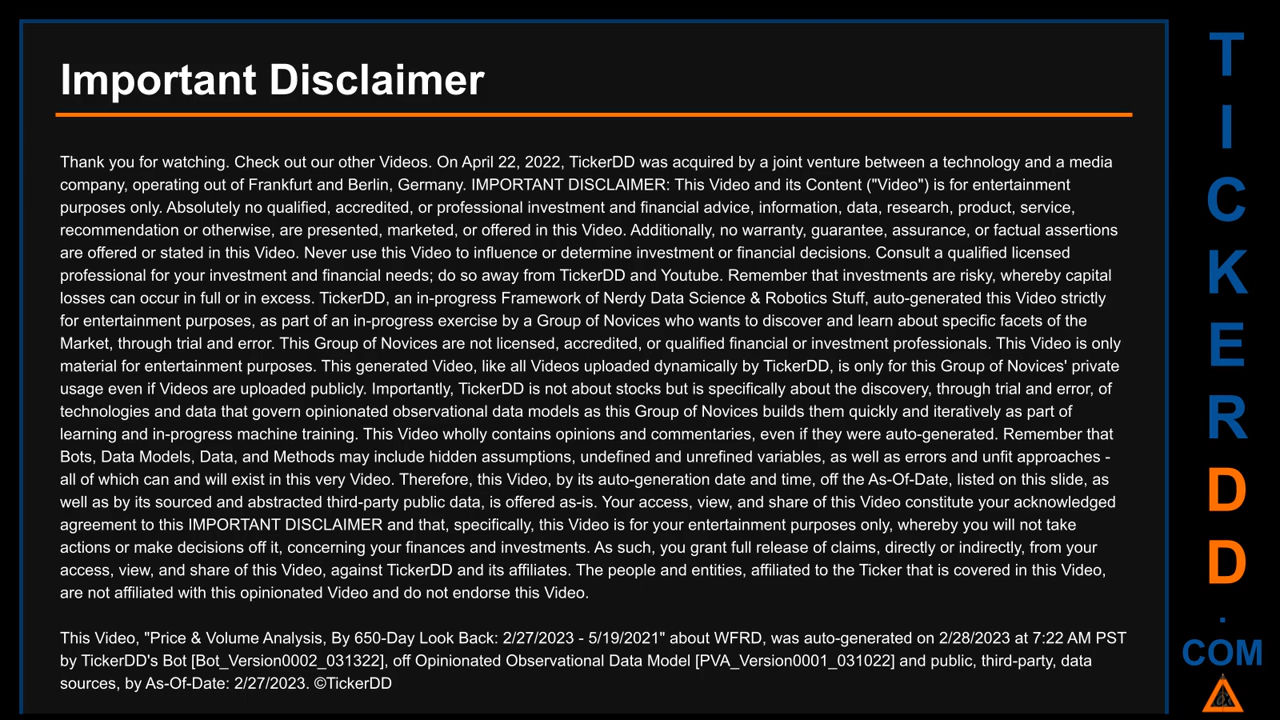 Important Disclaimer
Thank you for watching. Check out our other Videos. On April 22, 2022, TickerDD was acquired by a joint venture between a technology and a media
company, operating out of Frankfurt and Berlin, Germany. IMPORTANT DISCLAIMER: This Video and its Content ("Video") is for entertainment
purposes only. Absolutely no qualified, accredited, or professional investment and financial advice, information, data, research, product, service,
recommendation or otherwise, are presented, marketed, or offered in this Video. Additionally, no warranty, guarantee, assurance, or factual assertions
are offered or stated in this Video. Never use this Video to influence or determine investment or financial decisions. Consult a qualified licensed
professional for your investment and financial needs; do so away from TickerDD and Youtube. Remember that investments are risky, whereby capital
losses can occur in full or in excess. TickerDD, an in-progress Framework of Nerdy Data Science & Robotics Stuff, auto-generated this Video strictly
for entertainment purposes, as part of an in-progress exercise by a Group of Novices who wants to discover and learn about specific facets of the
Market, through trial and error. This Group of Novices are not licensed, accredited, or qualified financial or investment professionals. This Video is only
material for entertainment purposes. This generated Video, like all Videos uploaded dynamically by TickerDD, is only for this Group of Novices' private
usage even if Videos are uploaded publicly. Importantly, TickerDD is not about stocks but is specifically about the discovery, through trial and error, of
technologies and data that govern opinionated observational data models as this Group of Novices builds them quickly and iteratively as part of
learning and in-progress machine training. This Video wholly contains opinions and commentaries, even if they were auto-generated. Remember that
Bots, Data Models, Data, and Methods may include hidden assumptions, undefined and unrefined variables, as well as errors and unfit approaches -
all of which can and will exist in this very Video. Therefore, this Video, by its auto-generation date and time, off the As-Of-Date, listed on this slide, as
well as by its sourced and abstracted third-party public data, is offered as-is. Your access, view, and share of this Video constitute your acknowledged
agreement to this IMPORTANT DISCLAIMER and that, specifically, this Video is for your entertainment purposes only, whereby you will not take
actions or make decisions off it, concerning your finances and investments. As such, you grant full release of claims, directly or indirectly, from your
access, view, and share of this Video, against TickerDD and its affiliates. The people and entities, affiliated to the Ticker that is covered in this Video,
are not affiliated with this opinionated Video and do not endorse this Video.
This Video, "Price & Volume Analysis, By 650-Day Look Back: 2/27/2023 - 5/19/2021" about WFRD, was auto-generated on 2/28/2023 at 7:22 AM PST
by TickerDD's Bot [Bot_Version0002_031322], off Opinionated Observational Data Model [PVA_Version0001_031022] and public, third-party, data
sources, by As-Of-Date: 2/27/2023. ©TickerDD
T
I
C
K
E
R
D
D
.
COM